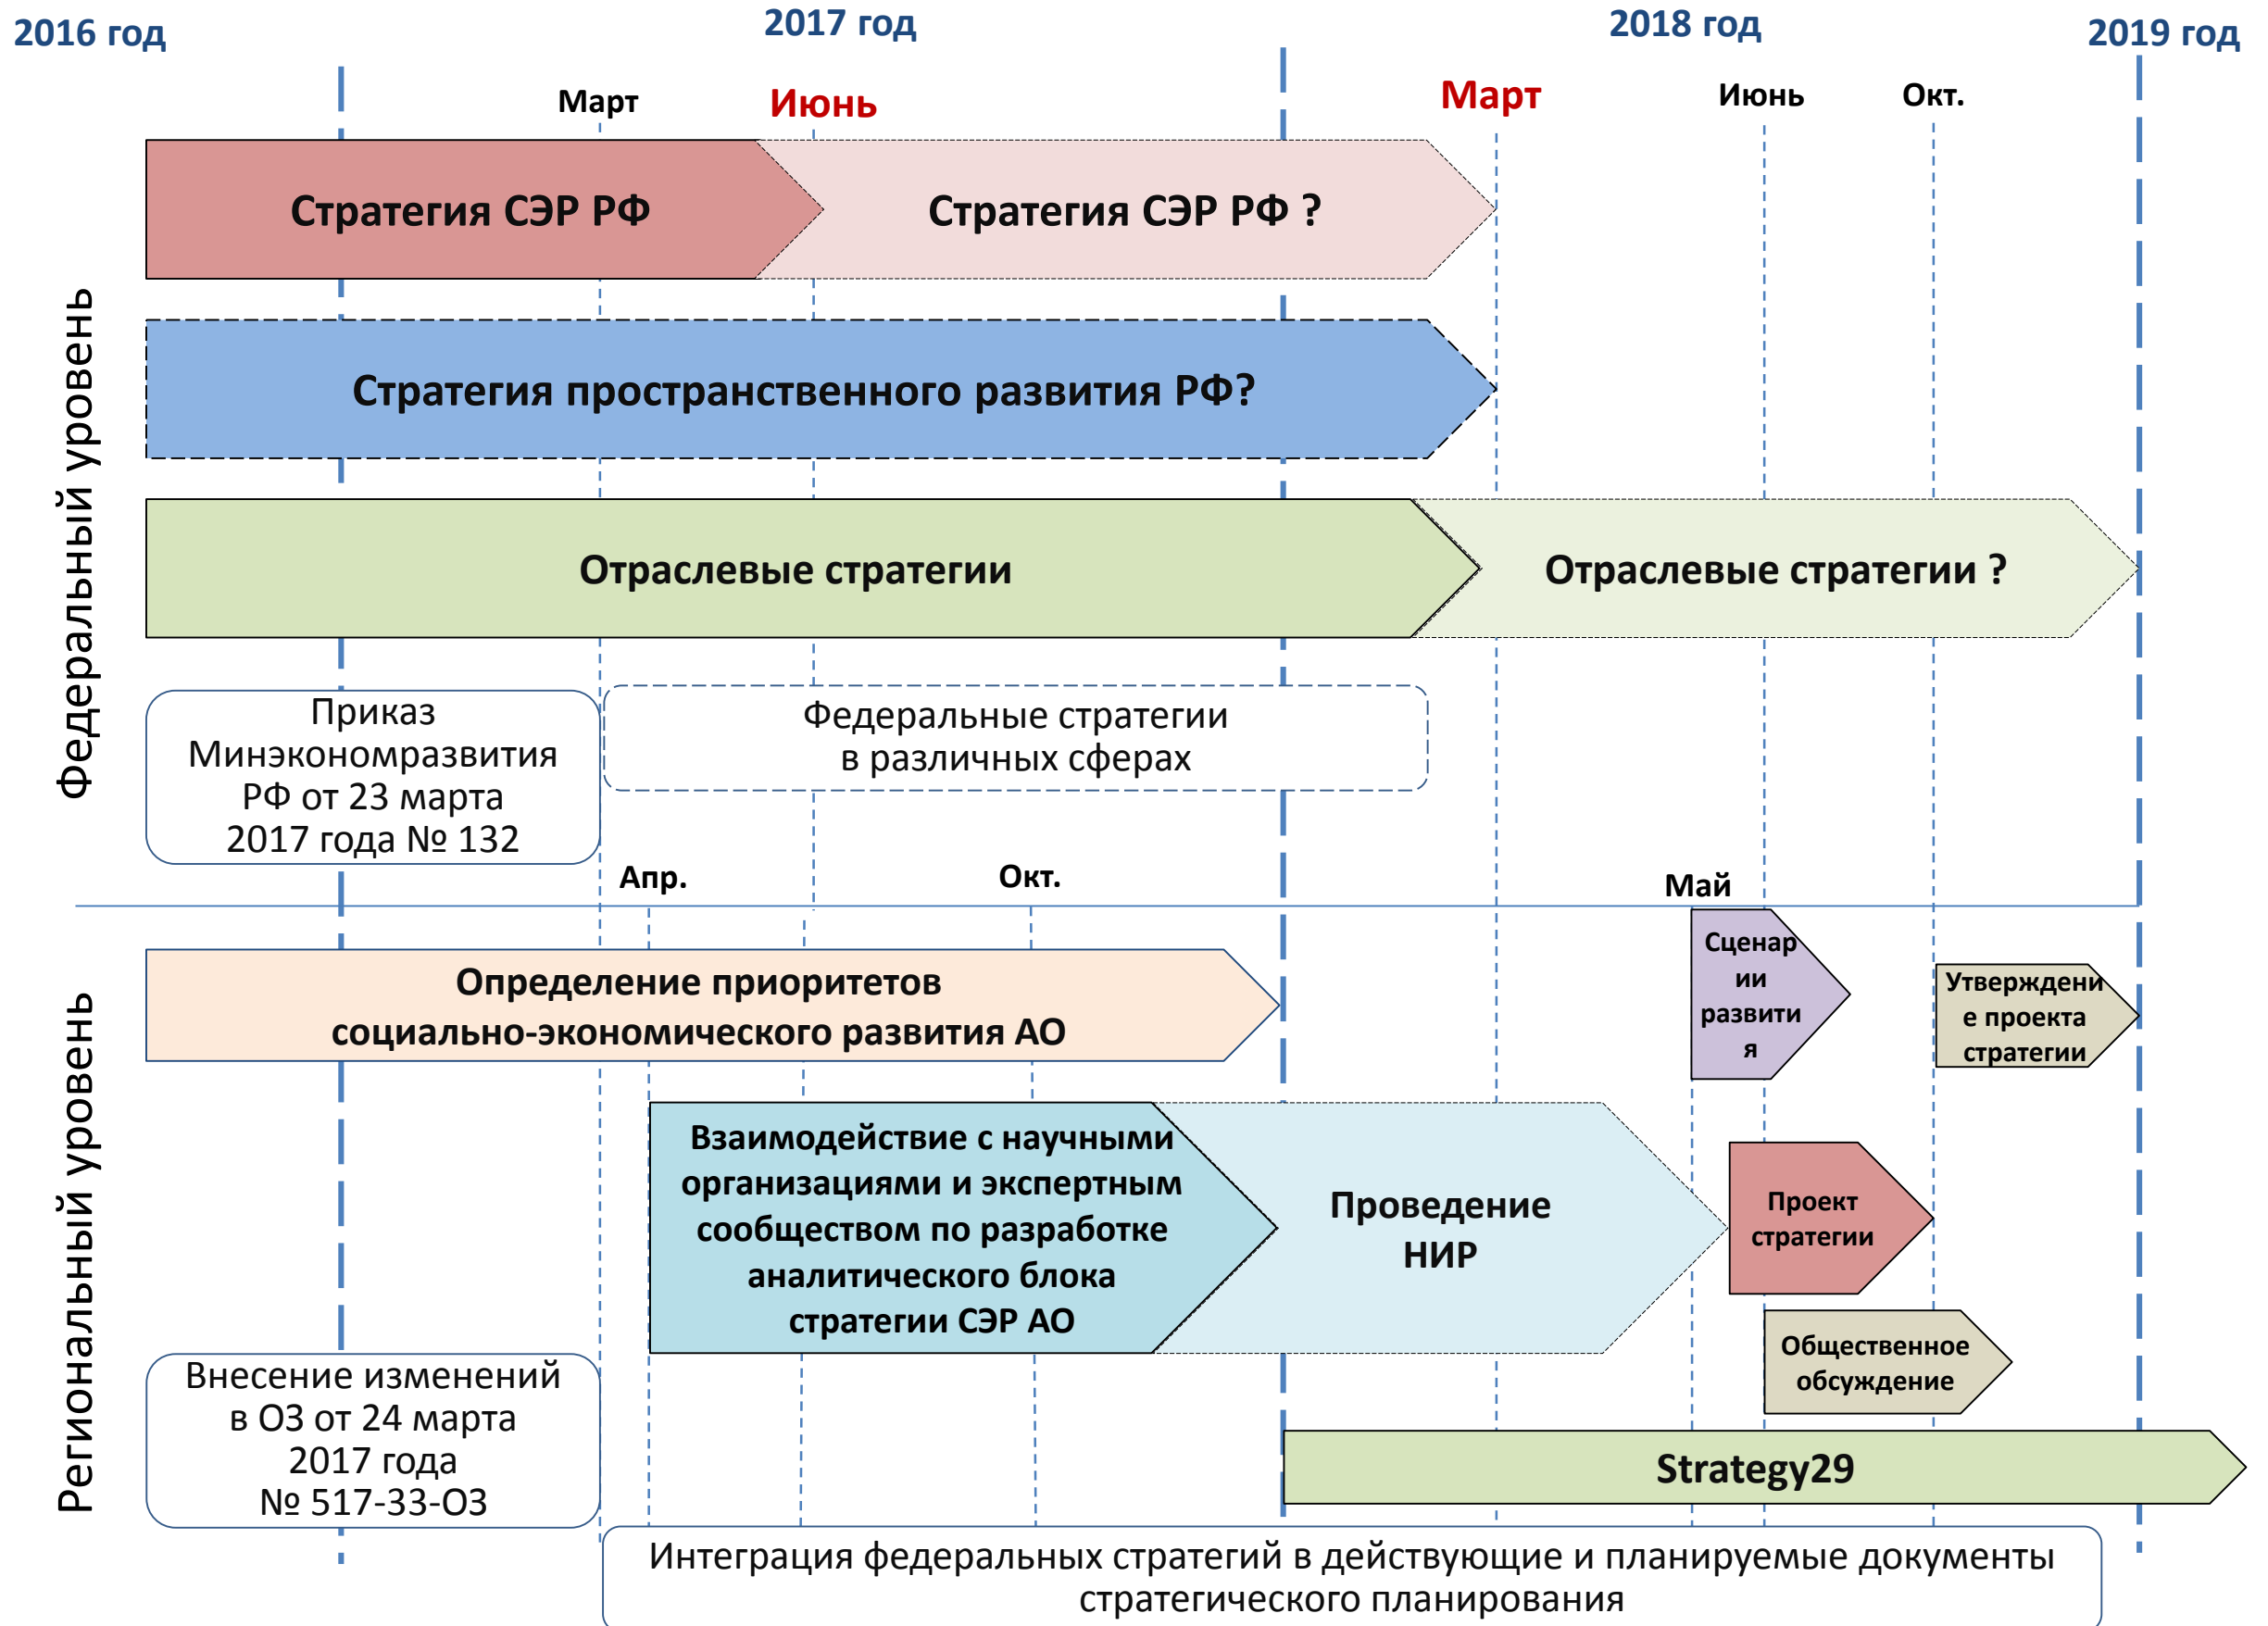 2016 год
2017 год
2018 год
2019 год
Март
Июнь
Март
Июнь
Окт.
Федеральный уровень
Стратегия СЭР РФ
Стратегия СЭР РФ ?
Стратегия пространственного развития РФ?
Отраслевые стратегии
Отраслевые стратегии ?
Приказ
Минэкономразвития
РФ от 23 марта
2017 года № 132
Федеральные стратегии
в различных сферах
Апр.
Окт.
Май
Региональный уровень
Определение приоритетов
социально-экономического развития АО
Сценар
ии
развити
я
Утверждени
е проекта
стратегии
Взаимодействие с научными
организациями и экспертным
сообществом по разработке
аналитического блока
стратегии СЭР АО
Проведение
НИР
Проект
стратегии
Общественное
обсуждение
Внесение изменений
в ОЗ от 24 марта
2017 года
№ 517-33-ОЗ
Strategy29
Интеграция федеральных стратегий в действующие и планируемые документы
стратегического планирования